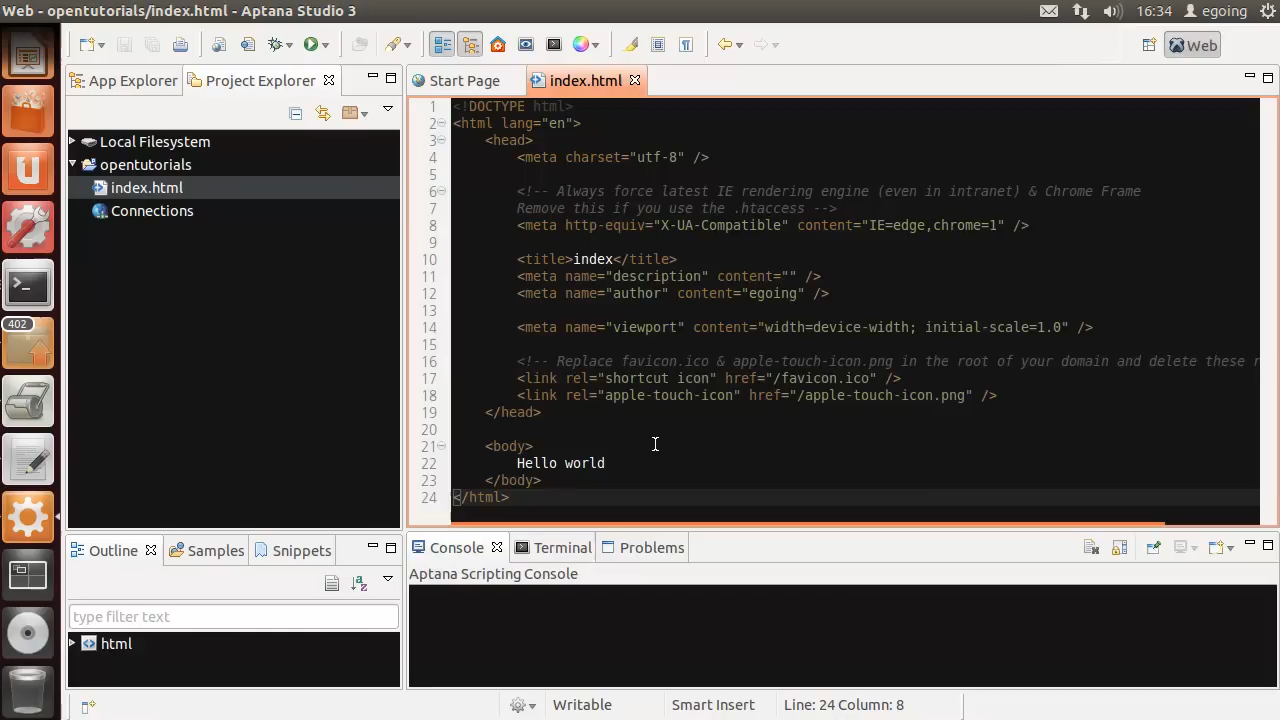 Web - opentutorials/index.html - Aptana Studio 3
16:34
egoing
Web
402
App Explorer
Project Explorer
Local Filesystem
opentutorials
index.html
Connections
Start Page
index.html
1 <!DOCTYPE html>
2 <html lang="en">
3 <head>
4 <meta charset="utf-8" />
5
6 <!-- Always force latest IE rendering engine (even in intranet) & Chrome Frame
7 Remove this if you use the .htaccess -->
8 <meta http-equiv="X-UA-Compatible" content="IE=edge,chrome=1" />
9
10 <title>index</title>
11 <meta name="description" content="" />
12 <meta name="author" content="egoing" />
13
14 <meta name="viewport" content="width=device-width; initial-scale=1.0" />
15
16 <!-- Replace favicon.ico & apple-touch-icon.png in the root of your domain and delete these r
17 <link rel="shortcut icon" href="/favicon.ico" />
18 <link rel="apple-touch-icon" href="/apple-touch-icon.png" />
19 </head>
20
21 <body>
22 Hello world
23 </body>
24 </html>
Outline
Samples
Snippets
type filter text
html
Console
Terminal
Problems
Aptana Scripting Console
Writable
Smart Insert
Line: 24 Column: 8